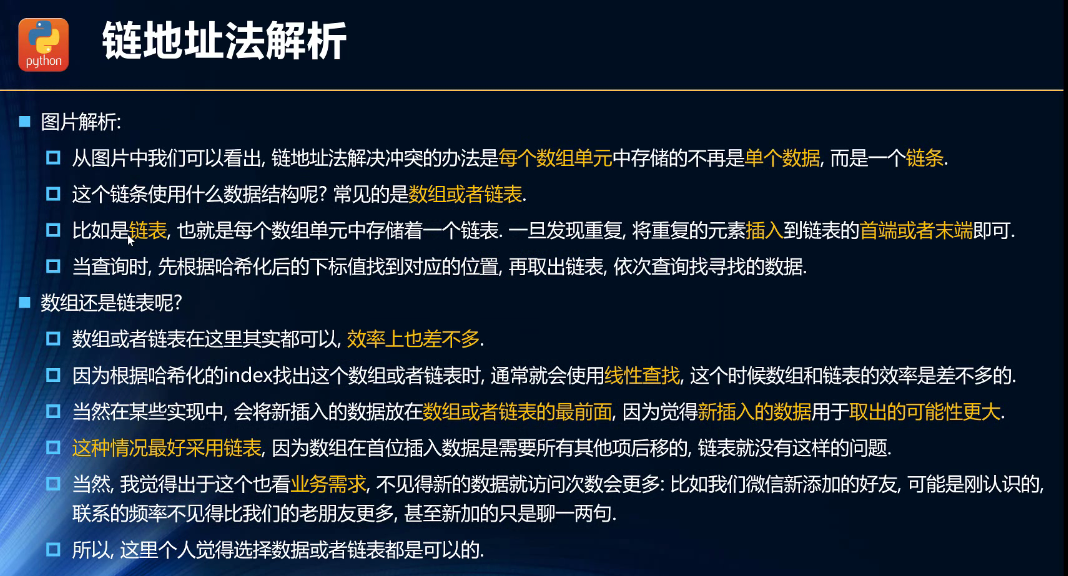 python
链地址法解析
图片解析:
从图片中我们可以看出, 链地址法解决冲突的办法是每个数组单元中存储的不再是单个数据, 而是一个链条.
这个链条使用什么数据结构呢? 常见的是数组或者链表.
比如是链表, 也就是每个数组单元中存储着一个链表. 一旦发现重复, 将重复的元素插入到链表的首端或者末端即可.
当查询时, 先根据哈希化后的下标值找到对应的位置, 再取出链表, 依次查询找寻找的数据.
数组还是链表呢?
数组或者链表在这里其实都可以, 效率上也差不多.
因为根据哈希化的index找出这个数组或者链表时, 通常就会使用线性查找, 这个时候数组和链表的效率是差不多的.
当然在某些实现中, 会将新插入的数据放在数组或者链表的最前面, 因为觉得新插入的数据用于取出的可能性更大.
这种情况最好采用链表, 因为数组在首位插入数据是需要所有其他项后移的, 链表就没有这样的问题.
当然, 我觉得出于这个也看业务需求, 不见得新的数据就访问次数会更多: 比如我们微信新添加的好友, 可能是刚认识的,
联系的频率不见得比我们的老朋友更多, 甚至新加的只是聊一两句.
所以, 这里个人觉得选择数据或者链表都是可以的.